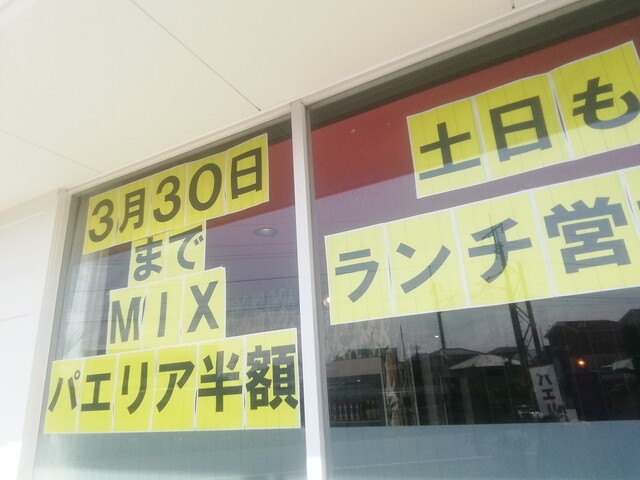 3月30日
まで
MIX
パエリア半額
土日も
ランチ営